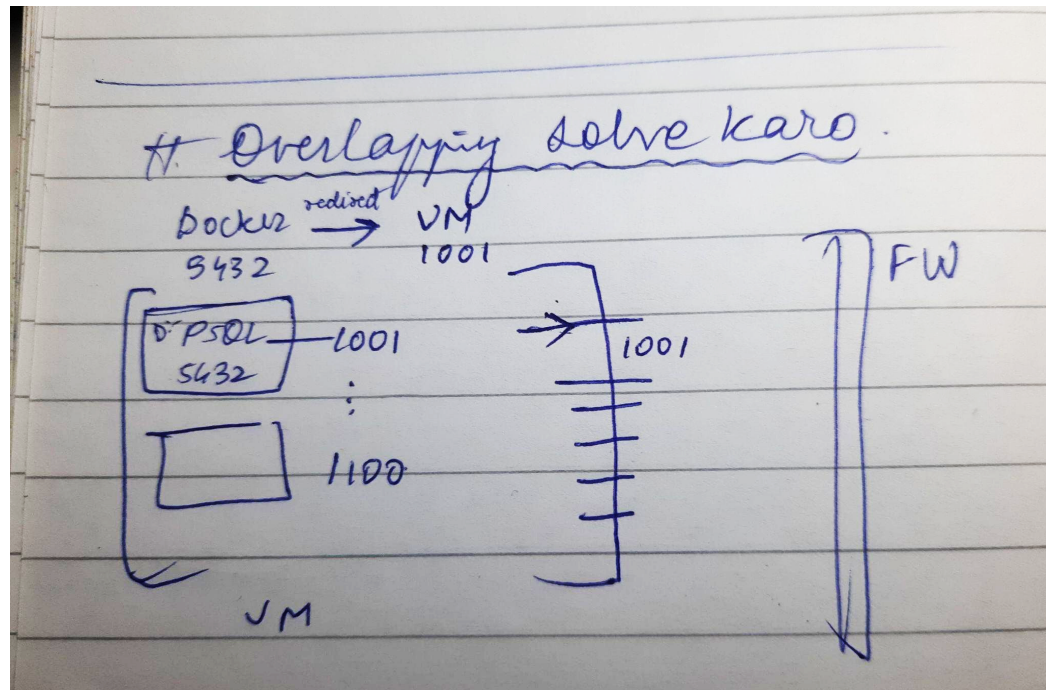 # Overlapping solve karo.
Docker redirect → VM
5432 1001
D: PSQL 1001
5432
1001
:
1100
VM
FW